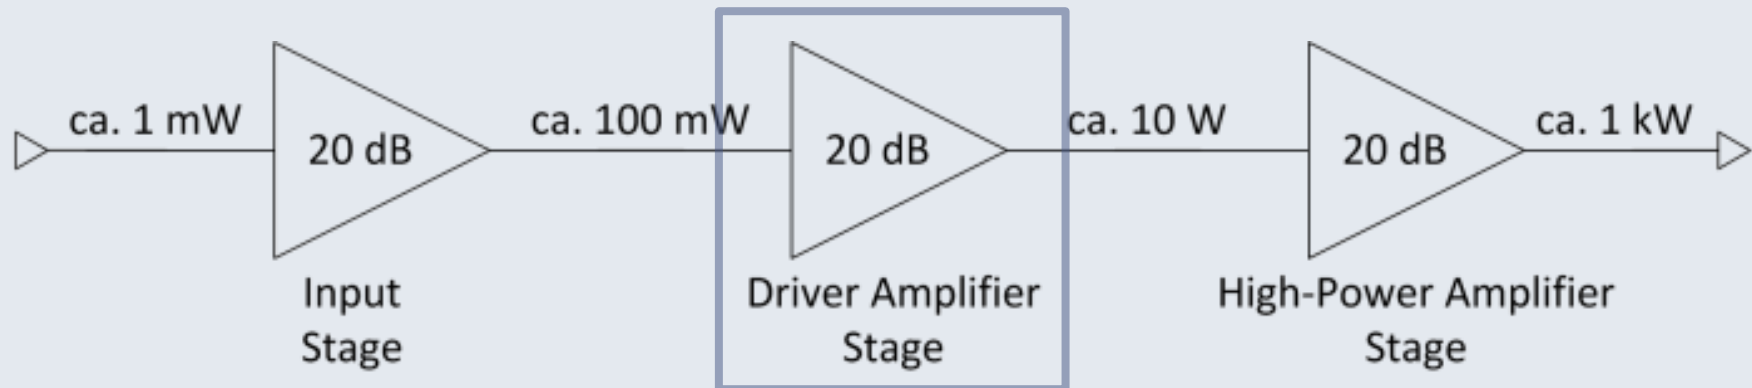 ca. 1 mW
20 dB
ca. 100 mW
20 dB
ca. 10 W
20 dB
ca. 1 kW
Input
Stage
Driver Amplifier
Stage
High-Power Amplifier
Stage